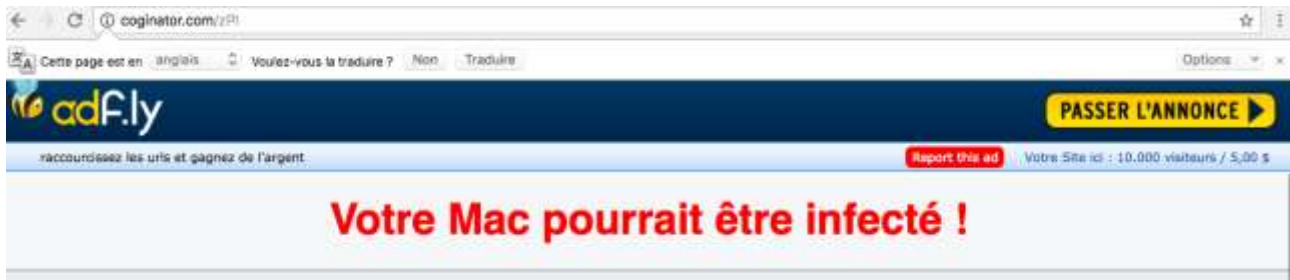 coginator.com/zPI
Cette page est en anglais Voulez-vous la traduire ? Non Traduire Options
adf.ly PASSER L'ANNONCE
raccourcissez les urls et gagnez de l'argent Report this ad Votre Site ici : 10.000 visiteurs / 5,00 $
Votre Mac pourrait être infecté !